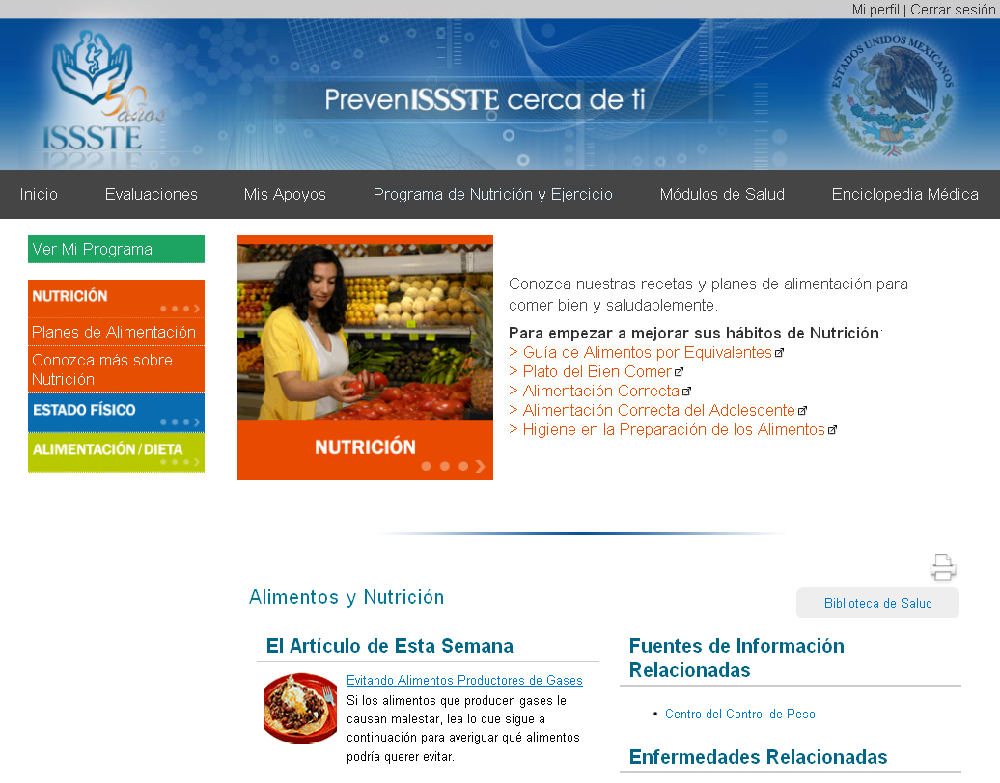 Mi perfil | Cerrar sesión
50 años
ISSSTE
PrevenISSSTE cerca de ti
ESTADOS UNIDOS MEXICANOS
Inicio
Evaluaciones
Mis Apoyos
Programa de Nutrición y Ejercicio
Módulos de Salud
Enciclopedia Médica
Ver Mi Programa
NUTRICIÓN
Planes de Alimentación
Conozca más sobre
Nutrición
ESTADO FÍSICO
ALIMENTACIÓN/DIETA
NUTRICIÓN
Conozca nuestras recetas y planes de alimentación para
comer bien y saludablemente.
Para empezar a mejorar sus hábitos de Nutrición:
> Guía de Alimentos por Equivalentes
> Plato del Bien Comer
> Alimentación Correcta
> Alimentación Correcta del Adolescente
> Higiene en la Preparación de los Alimentos
Alimentos y Nutrición
Biblioteca de Salud
El Artículo de Esta Semana
Evitando Alimentos Productores de Gases
Si los alimentos que producen gases le
causan malestar, lea lo que sigue a
continuación para averiguar qué alimentos
podría querer evitar.
Fuentes de Información
Relacionadas
• Centro del Control de Peso
Enfermedades Relacionadas